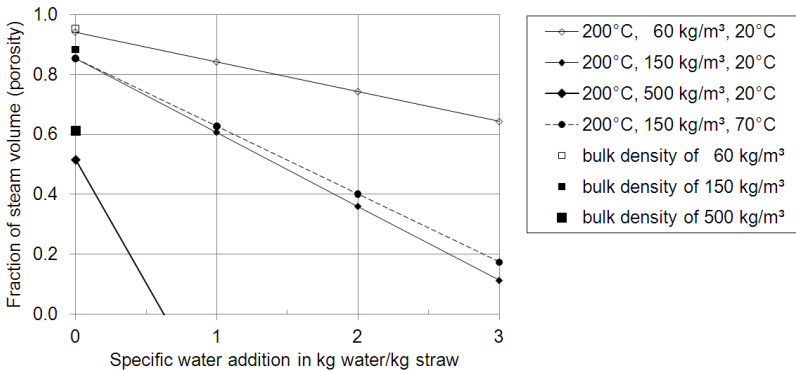 Fraction of steam volume (porosity)
1.0
0.8
0.6
0.4
0.2
0.0
0
1
2
3
Specific water addition in kg water/kg straw
200°C, 60 kg/m³, 20°C
200°C, 150 kg/m³, 20°C
200°C, 500 kg/m³, 20°C
200°C, 150 kg/m³, 70°C
bulk density of 60 kg/m³
bulk density of 150 kg/m³
bulk density of 500 kg/m³